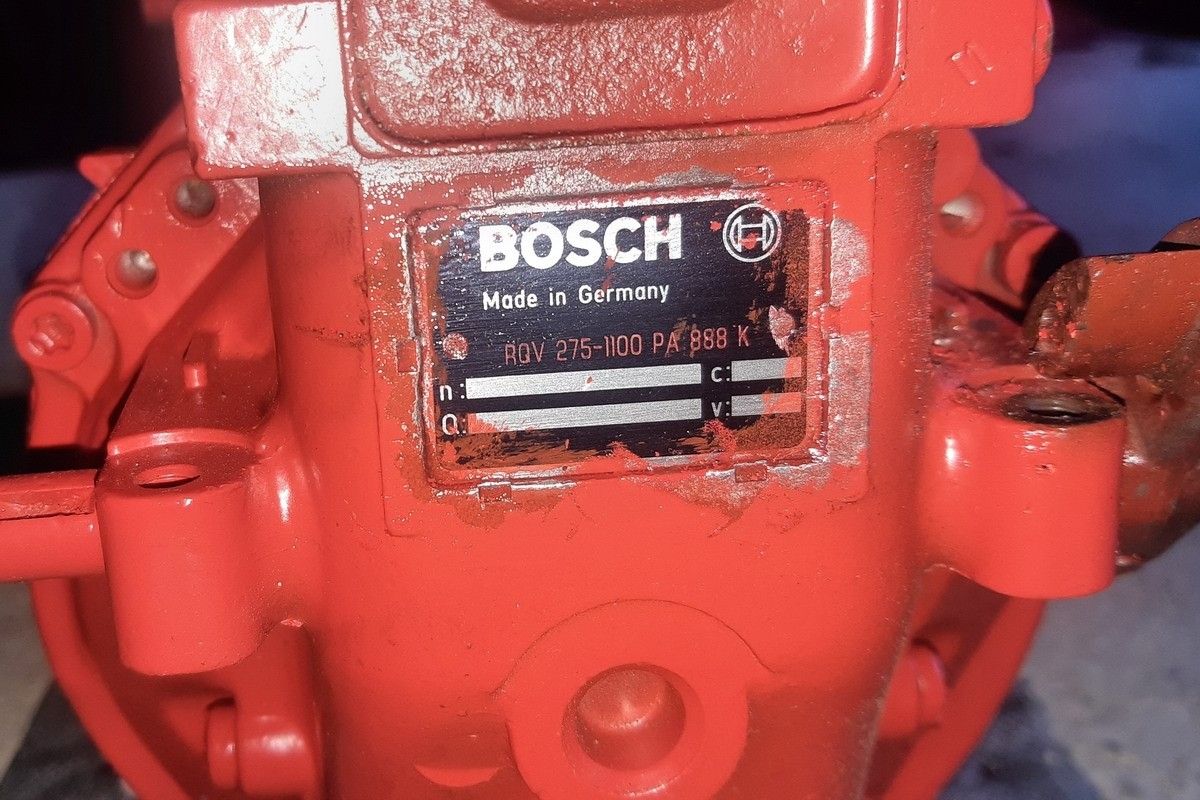 BOSCH
Made in Germany
RQV 275-1100 PA 888 K
n: c:
Q: v: